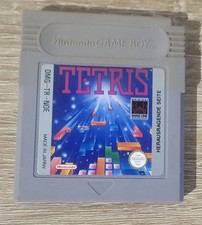 Nintendo GAME BOY
TETRIS
DMG-TR-NOE
MADE IN JAPAN
HERAUSRAGENDE SEITE
Nintendo